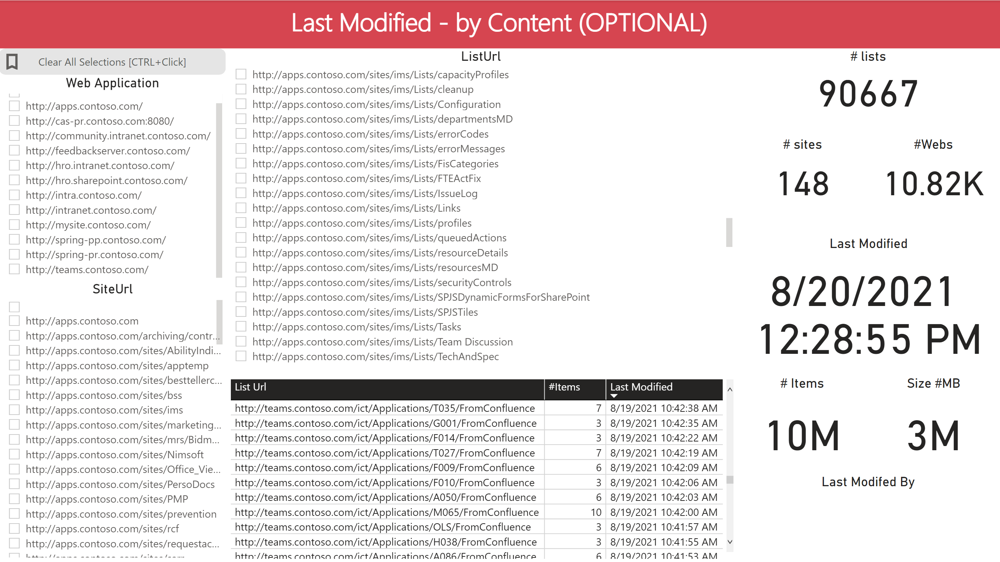 Last Modified - by Content (OPTIONAL)
Clear All Selections [CTRL+Click]
Web Application
http://apps.contoso.com/
http://cas-pr.contoso.com:8080/
http://community.intranet.contoso.com/
http://feedbackserver.contoso.com/
http://hro.intranet.contoso.com/
http://hro.sharepoint.contoso.com/
http://intra.contoso.com/
http://intranet.contoso.com/
http://mysite.contoso.com/
http://spring-pp.contoso.com/
http://spring-pr.contoso.com/
http://teams.contoso.com/
SiteUrl
http://apps.contoso.com
http://apps.contoso.com/archiving/contr...
http://apps.contoso.com/sites/AbilityIndi...
http://apps.contoso.com/sites/apptemp
http://apps.contoso.com/sites/besttellerc...
http://apps.contoso.com/sites/bss
http://apps.contoso.com/sites/ims
http://apps.contoso.com/sites/marketing...
http://apps.contoso.com/sites/mrs/Bidm...
http://apps.contoso.com/sites/Nimsoft
http://apps.contoso.com/sites/Office_Vie...
http://apps.contoso.com/sites/PersoDocs
http://apps.contoso.com/sites/PMP
http://apps.contoso.com/sites/prevention
http://apps.contoso.com/sites/rcf
http://apps.contoso.com/sites/requestac...
ListUrl
http://apps.contoso.com/sites/ims/Lists/capacityProfiles
http://apps.contoso.com/sites/ims/Lists/cleanup
http://apps.contoso.com/sites/ims/Lists/Configuration
http://apps.contoso.com/sites/ims/Lists/departmentsMD
http://apps.contoso.com/sites/ims/Lists/errorCodes
http://apps.contoso.com/sites/ims/Lists/errorMessages
http://apps.contoso.com/sites/ims/Lists/FisCategories
http://apps.contoso.com/sites/ims/Lists/FTEActFix
http://apps.contoso.com/sites/ims/Lists/IssueLog
http://apps.contoso.com/sites/ims/Lists/Links
http://apps.contoso.com/sites/ims/Lists/profiles
http://apps.contoso.com/sites/ims/Lists/queuedActions
http://apps.contoso.com/sites/ims/Lists/resourceDetails
http://apps.contoso.com/sites/ims/Lists/resourcesMD
http://apps.contoso.com/sites/ims/Lists/securityControls
http://apps.contoso.com/sites/ims/Lists/SPJSDynamicFormsForSharePoint
http://apps.contoso.com/sites/ims/Lists/SPJSTiles
http://apps.contoso.com/sites/ims/Lists/Tasks
http://apps.contoso.com/sites/ims/Lists/Team Discussion
http://apps.contoso.com/sites/ims/Lists/TechAndSpec
List Url #Items Last Modified
http://teams.contoso.com/ict/Applications/T035/FromConfluence 7 8/19/2021 10:42:38 AM
http://teams.contoso.com/ict/Applications/G001/FromConfluence 3 8/19/2021 10:42:35 AM
http://teams.contoso.com/ict/Applications/F014/FromConfluence 3 8/19/2021 10:42:22 AM
http://teams.contoso.com/ict/Applications/T027/FromConfluence 7 8/19/2021 10:42:19 AM
http://teams.contoso.com/ict/Applications/F009/FromConfluence 6 8/19/2021 10:42:09 AM
http://teams.contoso.com/ict/Applications/F010/FromConfluence 3 8/19/2021 10:42:06 AM
http://teams.contoso.com/ict/Applications/A050/FromConfluence 6 8/19/2021 10:42:03 AM
http://teams.contoso.com/ict/Applications/M065/FromConfluence 10 8/19/2021 10:42:00 AM
http://teams.contoso.com/ict/Applications/OLS/FromConfluence 3 8/19/2021 10:41:57 AM
http://teams.contoso.com/ict/Applications/H038/FromConfluence 3 8/19/2021 10:41:55 AM
http://teams.contoso.com/ict/Applications/A086/FromConfluence 6 8/19/2021 10:41:53 AM
# lists
90667
# sites #Webs
148 10.82K
Last Modified
8/20/2021
12:28:55 PM
# Items Size #MB
10M 3M
Last Modifed By